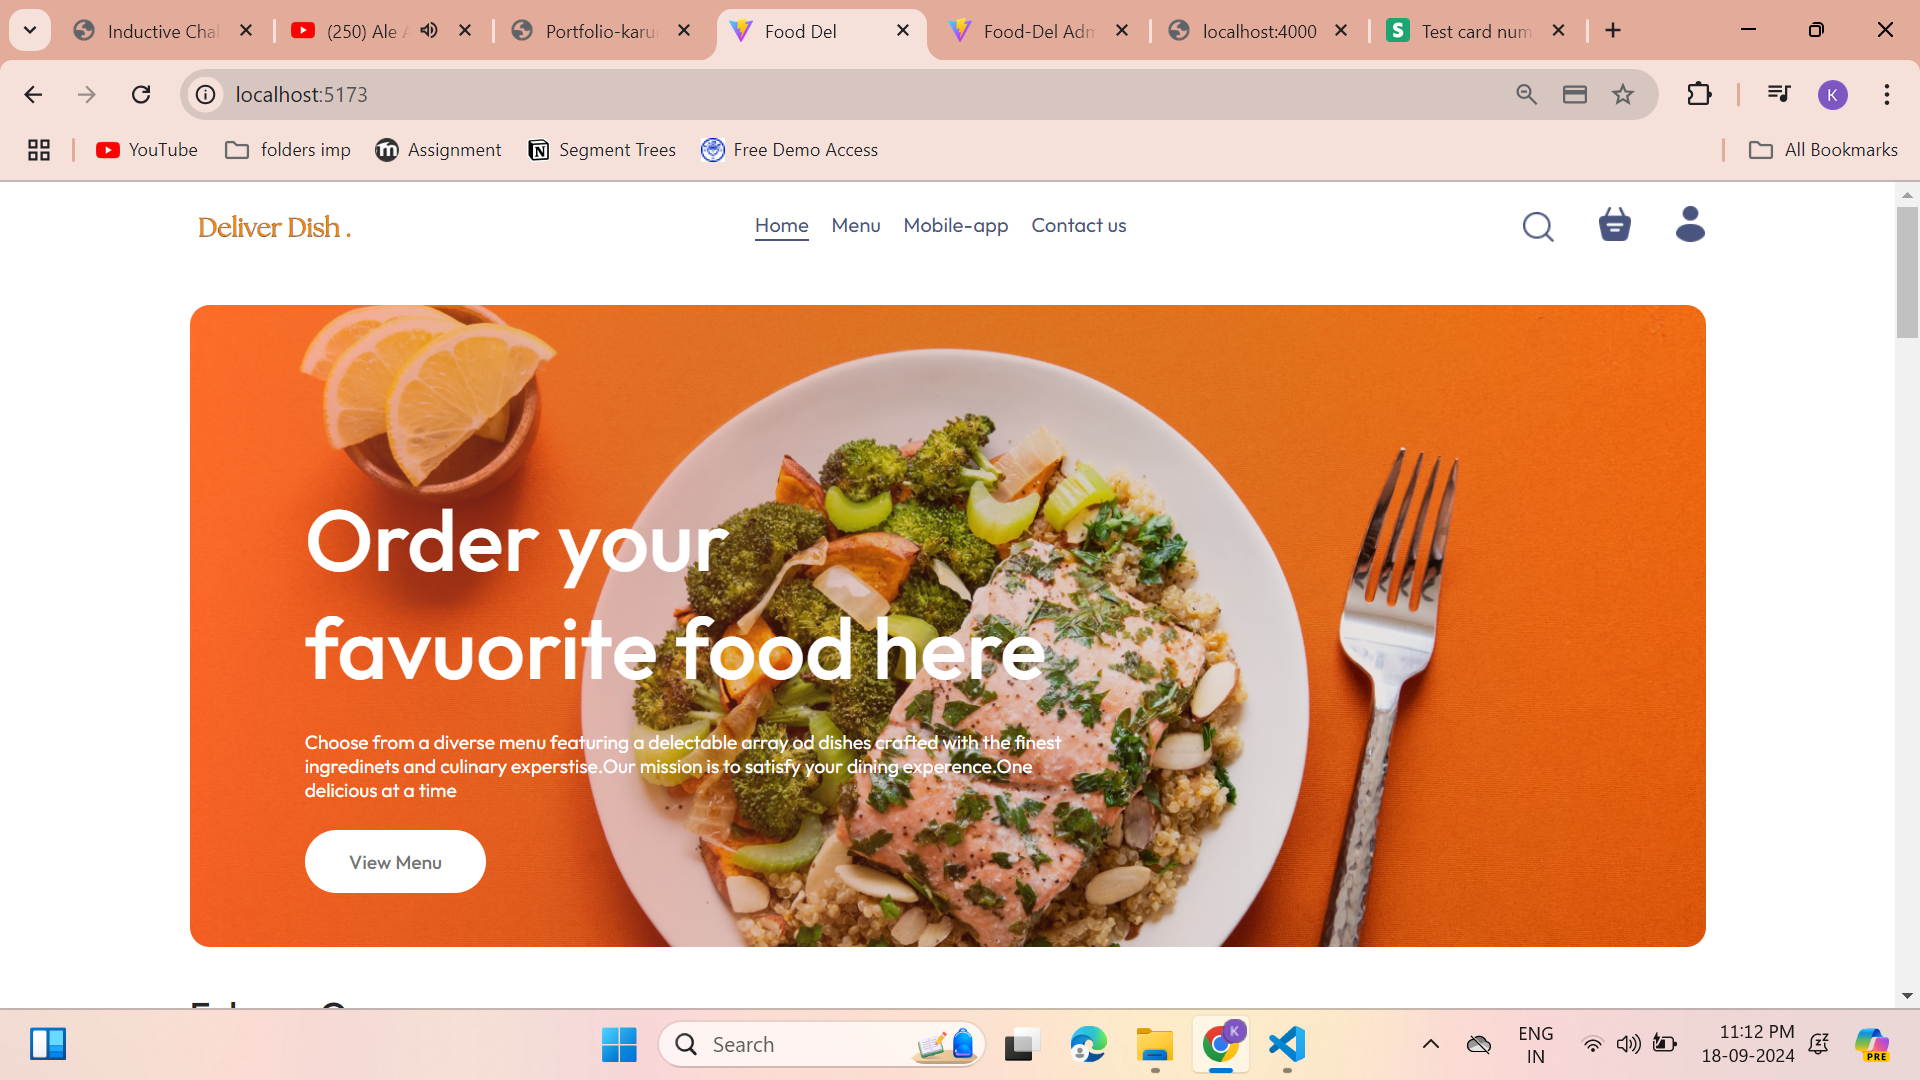 Inductive Cha
(250) Ale
Portfolio-karu
Food Del
Food-Del Adm
localhost:4000
Test card num
localhost:5173
K
YouTube
folders imp
Assignment
Segment Trees
Free Demo Access
All Bookmarks
Deliver Dish .
Home
Menu
Mobile-app
Contact us
Order your
favuorite food here
Choose from a diverse menu featuring a delectable array od dishes crafted with the finest
ingredinets and culinary experstise.Our mission is to satisfy your dining experence.One
delicious at a time
View Menu
Search
K
ENG
IN
11:12 PM
18-09-2024
PRE